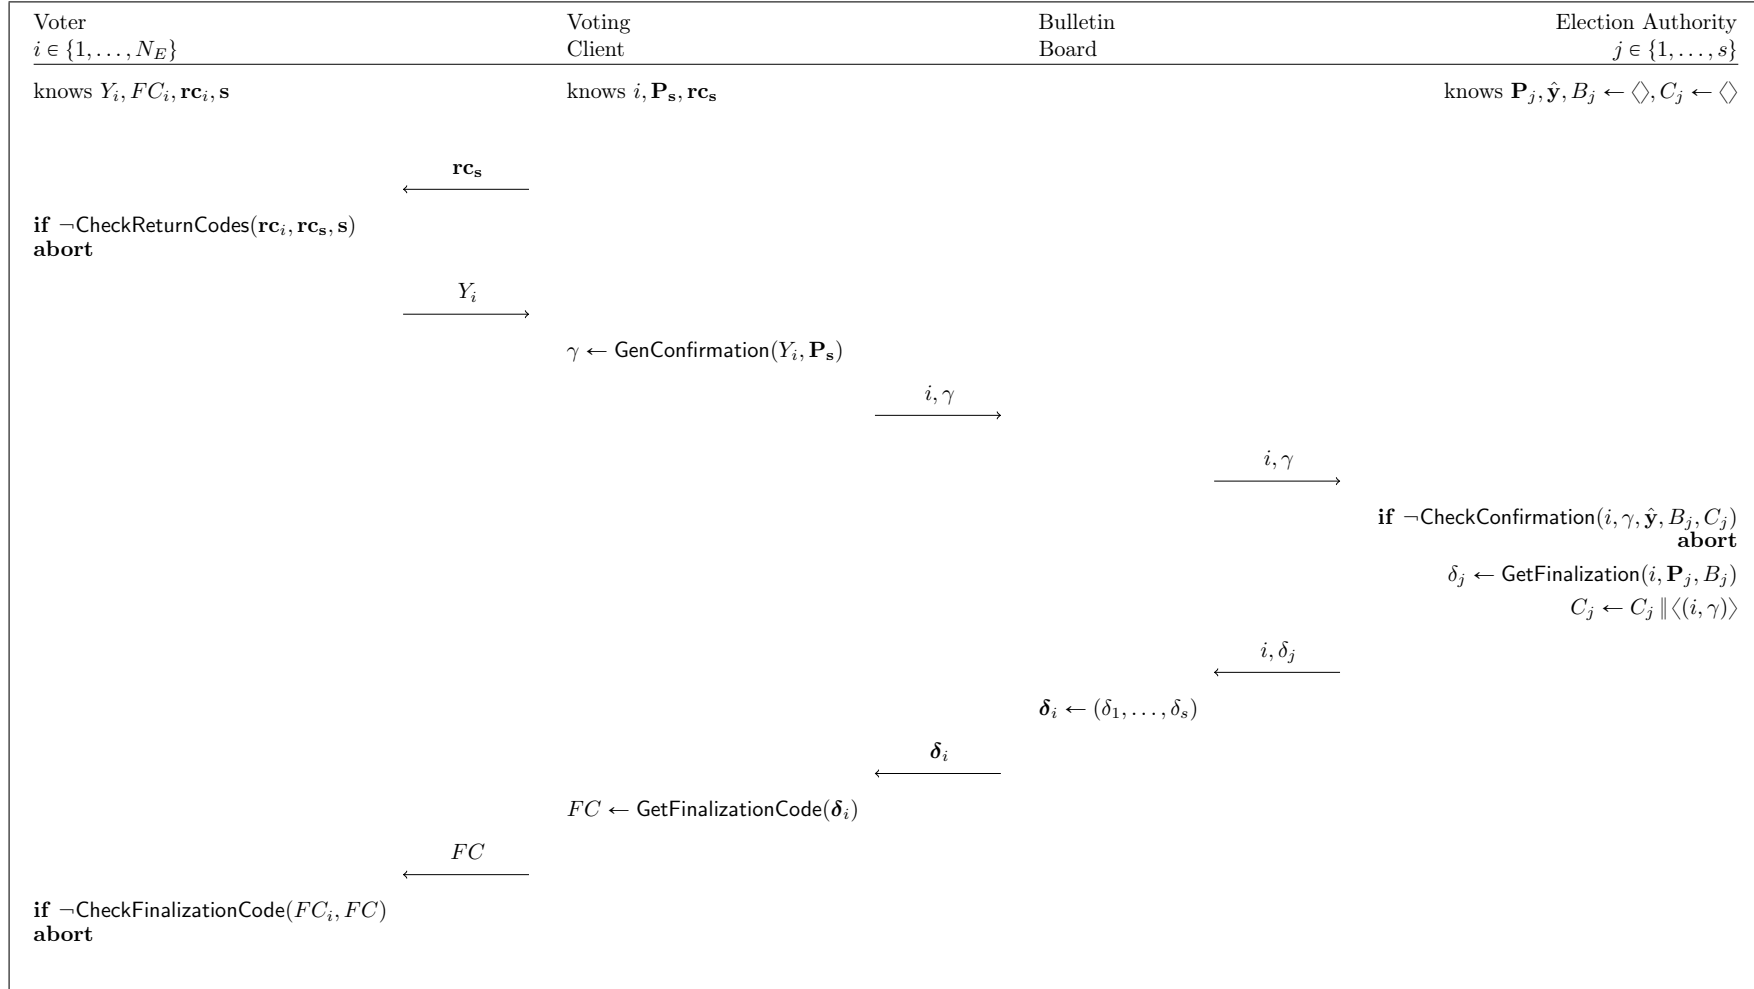 Voter Voting Bulletin Election Authority
i ∈ {1, . . . , N_E} Client Board j ∈ {1, . . . , s}
knows Y_i, FC_i, rc_i, s knows i, P_s, rc_s knows P_j, ŷ, B_j ← ⟨⟩, C_j ← ⟨⟩
rc_s
if ¬CheckReturnCodes(rc_i, rc_s, s)
abort
Y_i
γ ← GenConfirmation(Y_i, P_s)
i, γ
i, γ
if ¬CheckConfirmation(i, γ, ŷ, B_j, C_j)
abort
δ_j ← GetFinalization(i, P_j, B_j)
C_j ← C_j ∥ ⟨(i, γ)⟩
i, δ_j
δ_i ← (δ_1, . . . , δ_s)
δ_i
FC ← GetFinalizationCode(δ_i)
FC
if ¬CheckFinalizationCode(FC_i, FC)
abort